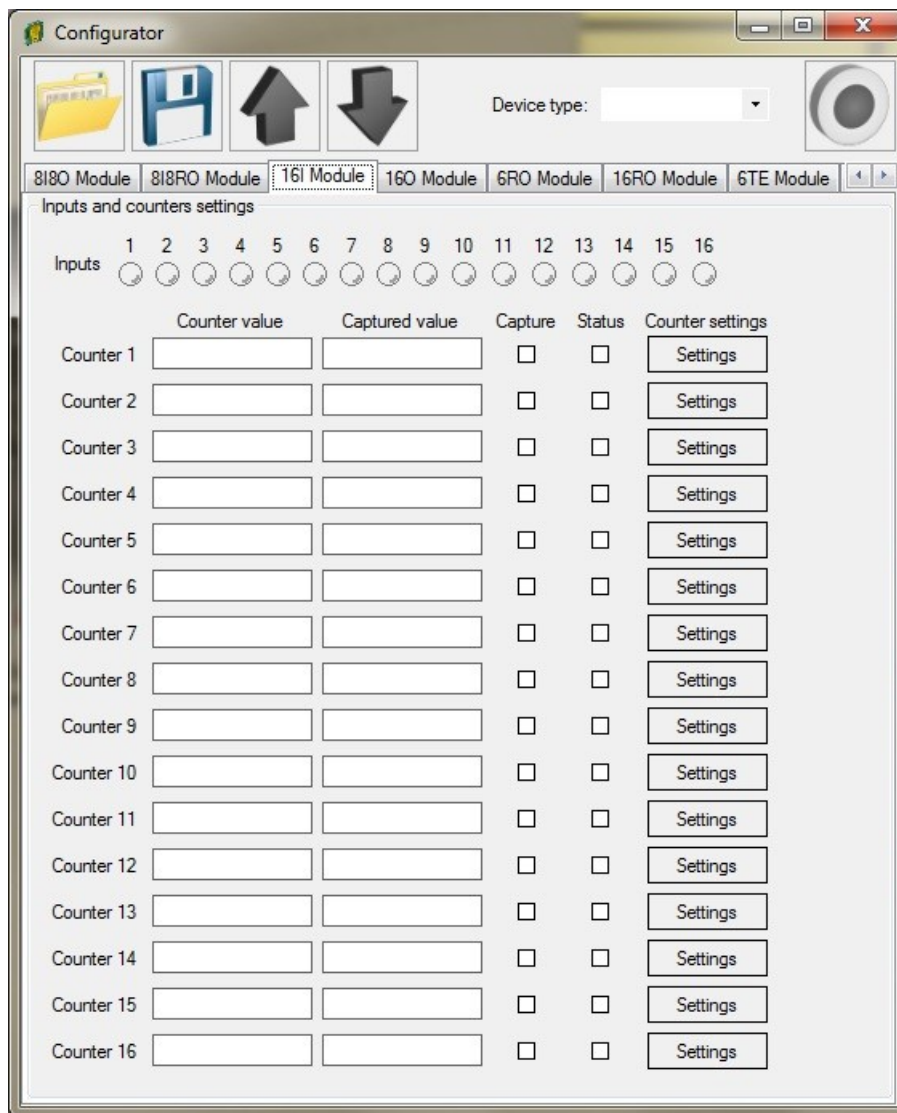 Configurator
Device type:
8I8O Module 8I8RO Module 16I Module 16O Module 6RO Module 16RO Module 6TE Module
Inputs and counters settings
1 2 3 4 5 6 7 8 9 10 11 12 13 14 15 16
Inputs
Counter value Captured value Capture Status Counter settings
Counter 1 Settings
Counter 2 Settings
Counter 3 Settings
Counter 4 Settings
Counter 5 Settings
Counter 6 Settings
Counter 7 Settings
Counter 8 Settings
Counter 9 Settings
Counter 10 Settings
Counter 11 Settings
Counter 12 Settings
Counter 13 Settings
Counter 14 Settings
Counter 15 Settings
Counter 16 Settings